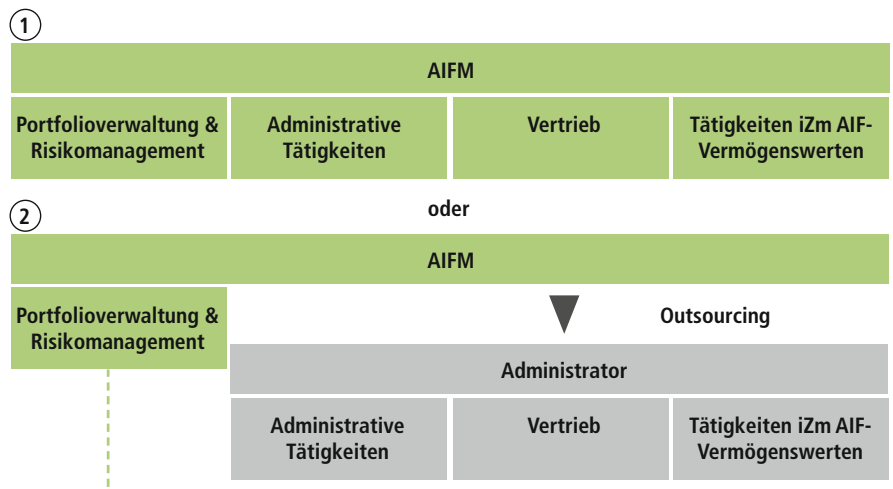 1
AIFM
Portfolioverwaltung &
Risikomanagement
Administrative
Tätigkeiten
Vertrieb
Tätigkeiten iZm AIF-
Vermögenswerten
oder
2
AIFM
Portfolioverwaltung &
Risikomanagement
Outsourcing
Administrator
Administrative
Tätigkeiten
Vertrieb
Tätigkeiten iZm AIF-
Vermögenswerten